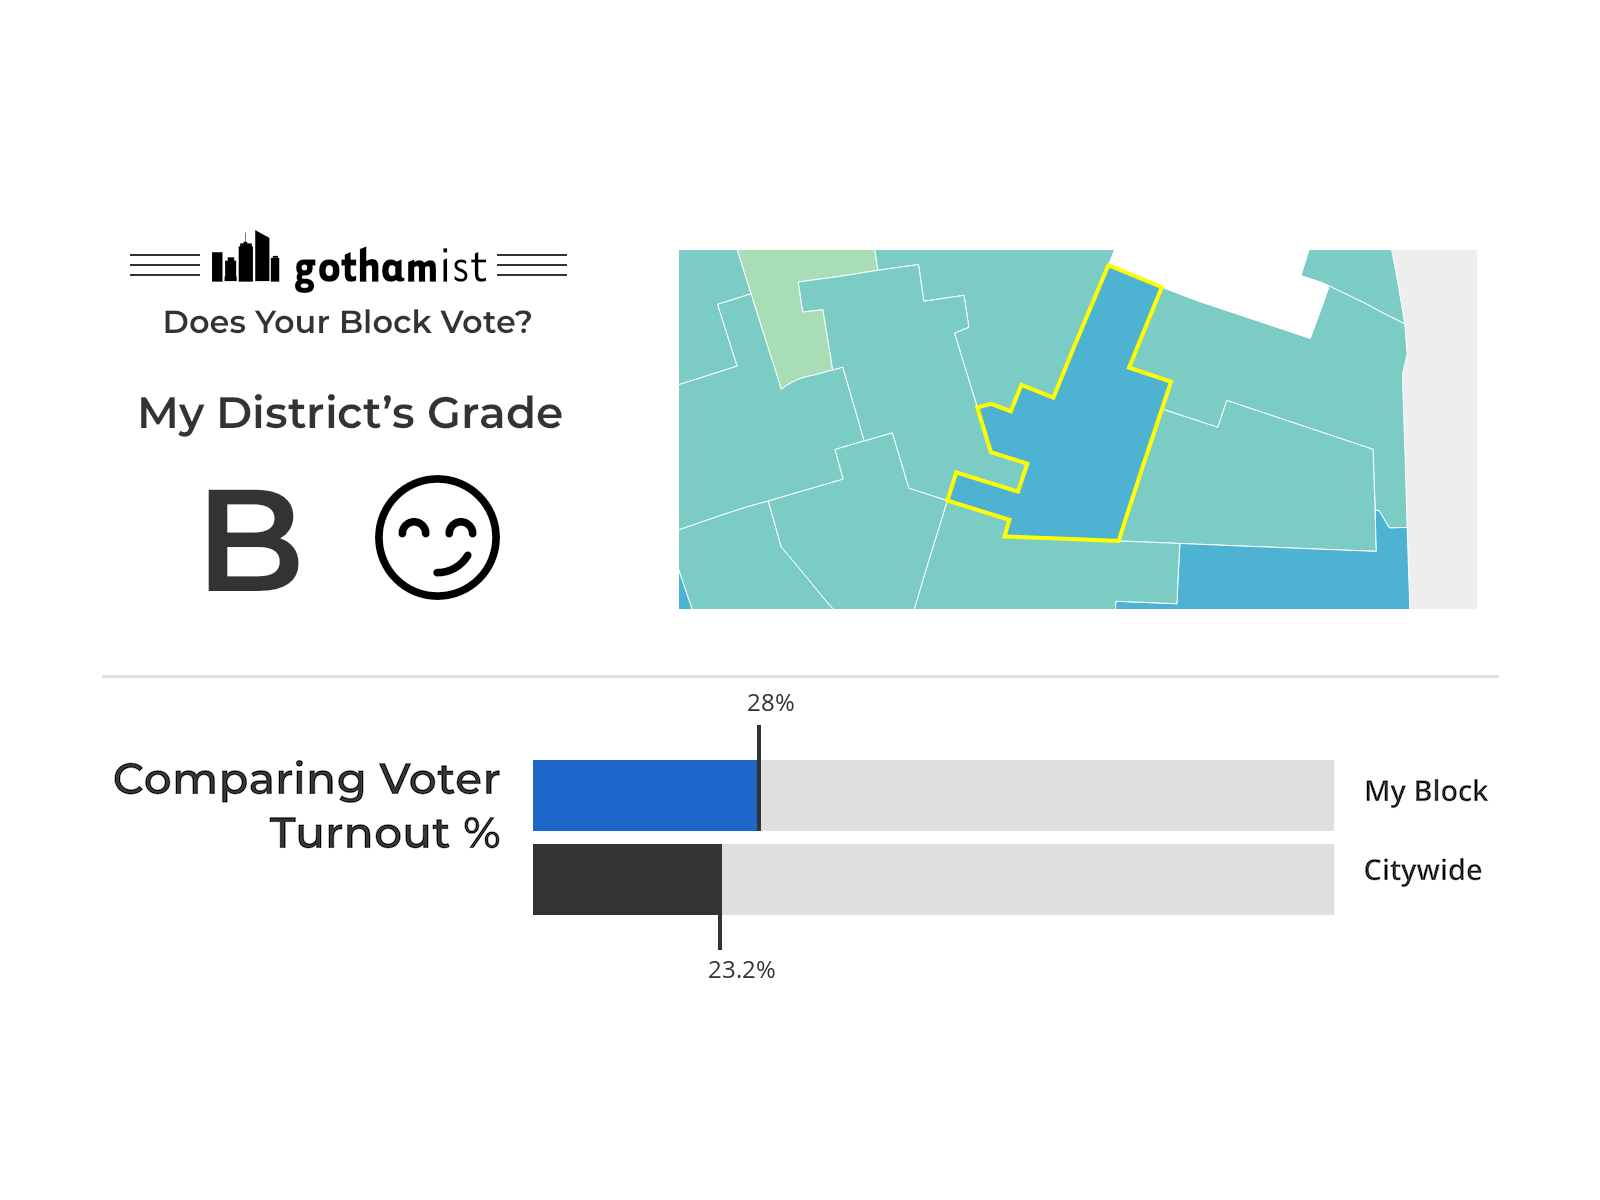 gothamist
Does Your Block Vote?
My District’s Grade
B
28%
Comparing Voter
Turnout %
My Block
Citywide
23.2%